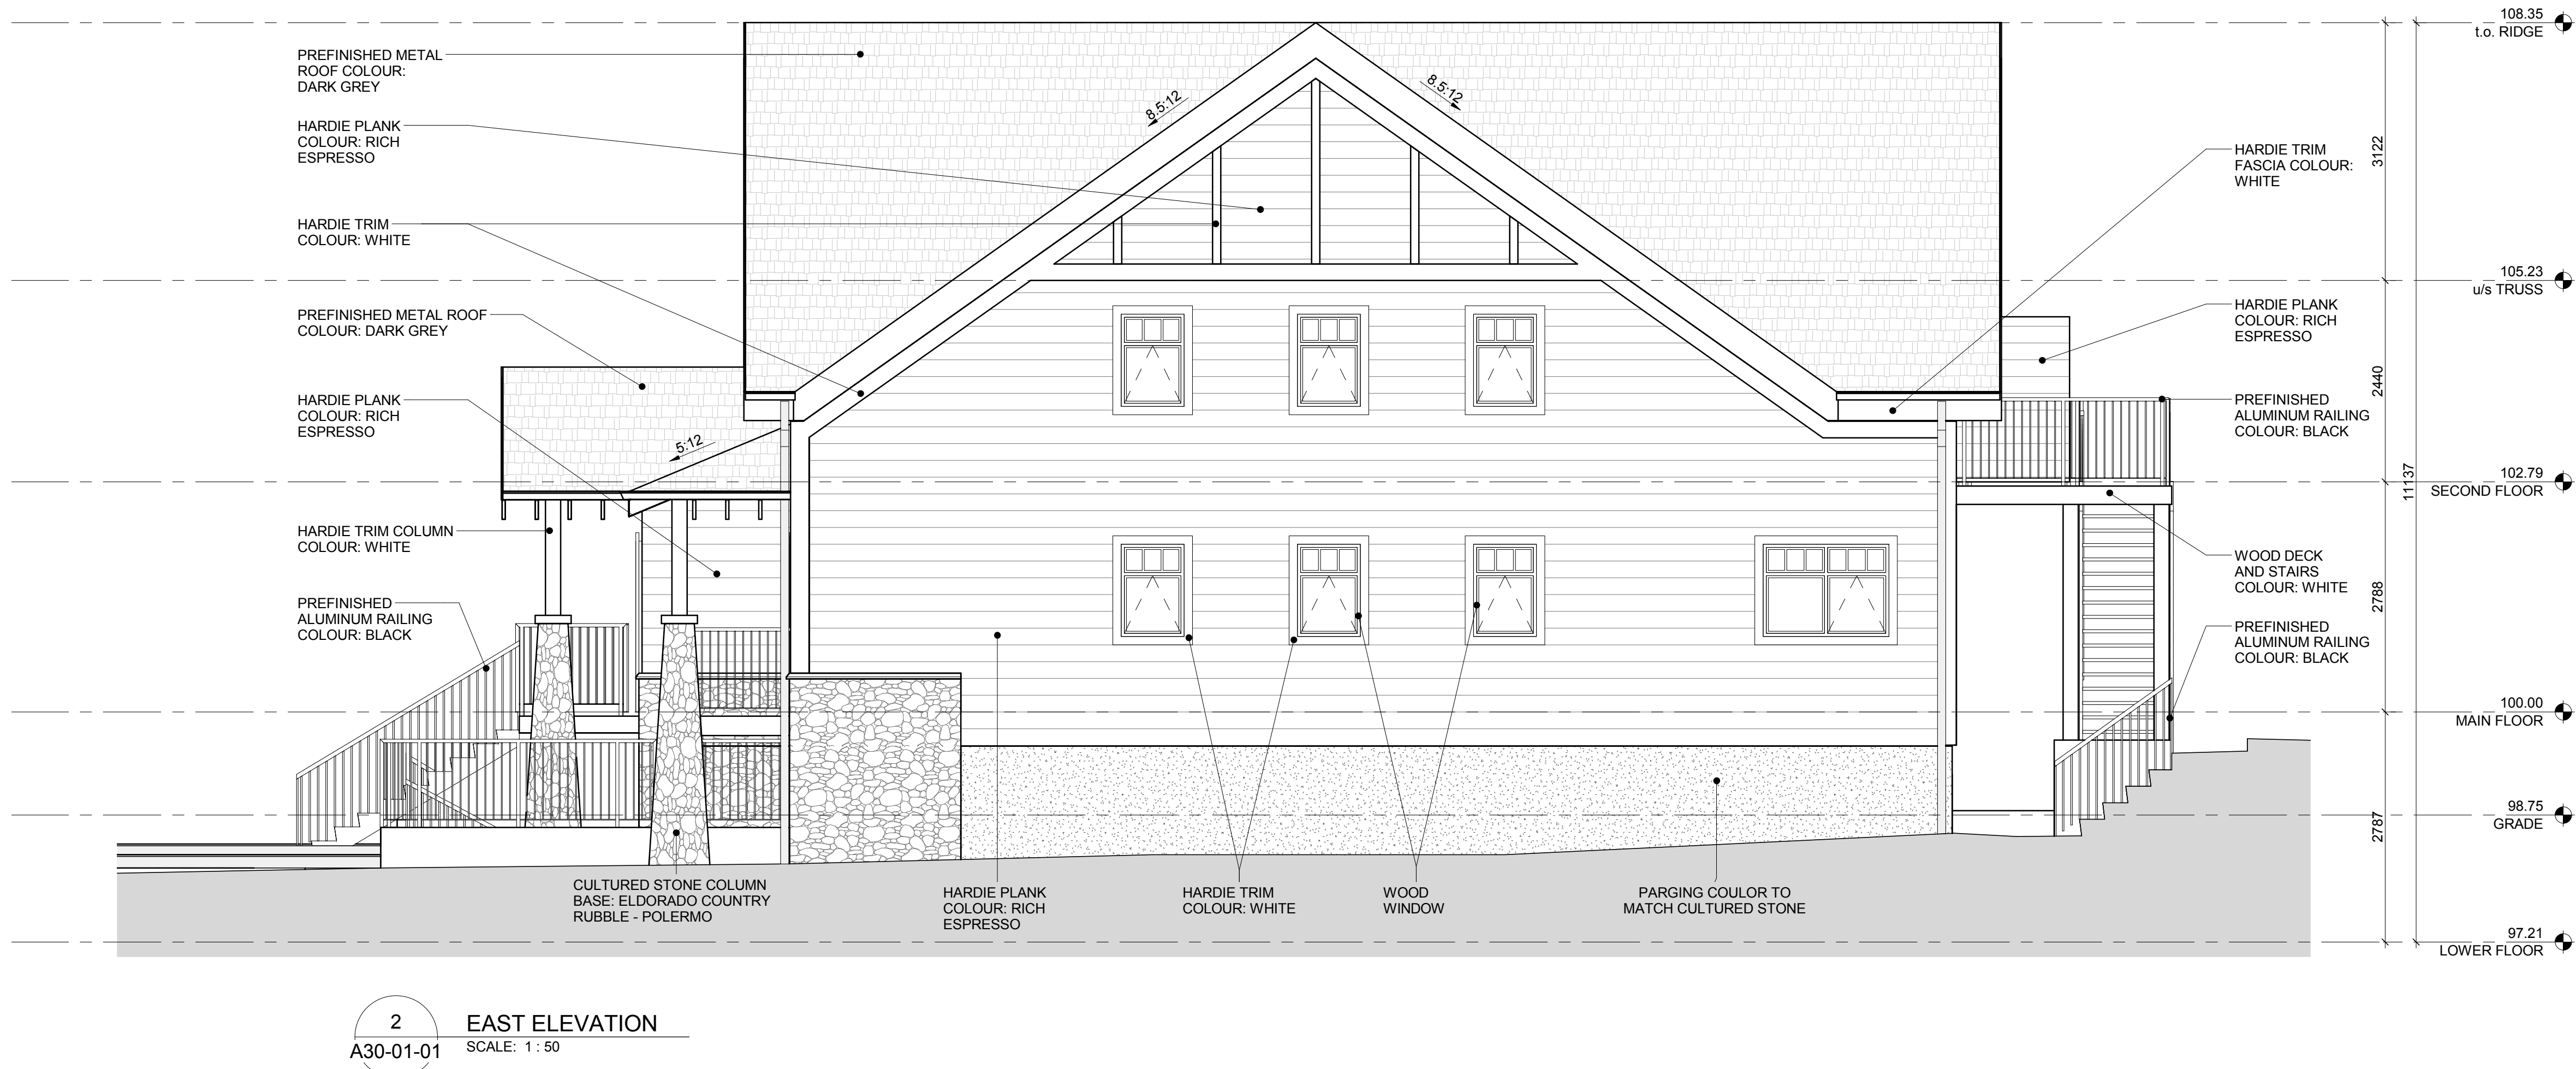 PREFINISHED METAL
ROOF COLOUR:
DARK GREY
HARDIE PLANK
COLOUR: RICH
ESPRESSO
HARDIE TRIM
COLOUR: WHITE
PREFINISHED METAL ROOF
COLOUR: DARK GREY
HARDIE PLANK
COLOUR: RICH
ESPRESSO
HARDIE TRIM COLUMN
COLOUR: WHITE
PREFINISHED
ALUMINUM RAILING
COLOUR: BLACK
8.5:12
8.5:12
5:12
CULTURED STONE COLUMN
BASE: ELDORADO COUNTRY
RUBBLE - POLERMO
HARDIE PLANK
COLOUR: RICH
ESPRESSO
HARDIE TRIM
COLOUR: WHITE
WOOD
WINDOW
PARGING COULOR TO
MATCH CULTURED STONE
HARDIE TRIM
FASCIA COLOUR:
WHITE
HARDIE PLANK
COLOUR: RICH
ESPRESSO
PREFINISHED
ALUMINUM RAILING
COLOUR: BLACK
WOOD DECK
AND STAIRS
COLOUR: WHITE
PREFINISHED
ALUMINUM RAILING
COLOUR: BLACK
3122
2440
2788
2787
11137
108.35
t.o. RIDGE
105.23
u/s TRUSS
102.79
SECOND FLOOR
100.00
MAIN FLOOR
98.75
GRADE
97.21
LOWER FLOOR
2
A30-01-01
EAST ELEVATION
SCALE: 1 : 50